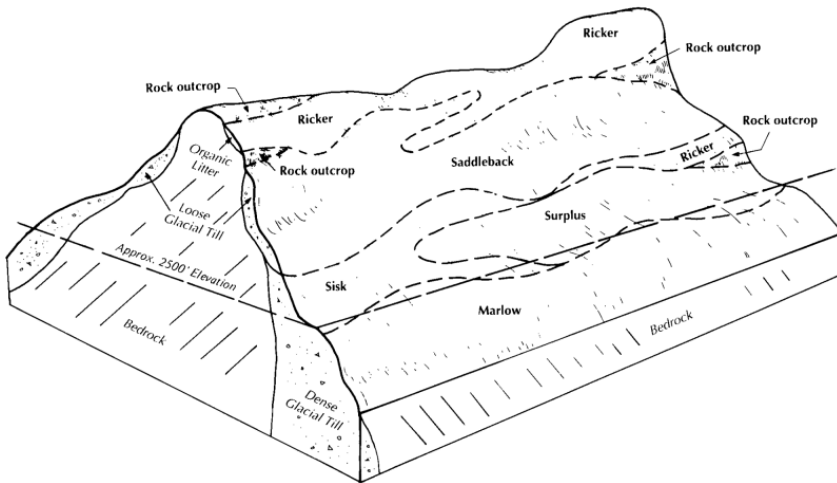 Ricker
Rock outcrop
Rock outcrop
Ricker
Rock outcrop
Organic
Litter
Rock outcrop
Ricker
Saddleback
Loose
Glacial Till
Surplus
Approx. 2500' Elevation
Sisk
Marlow
Bedrock
Bedrock
Dense
Glacial Till